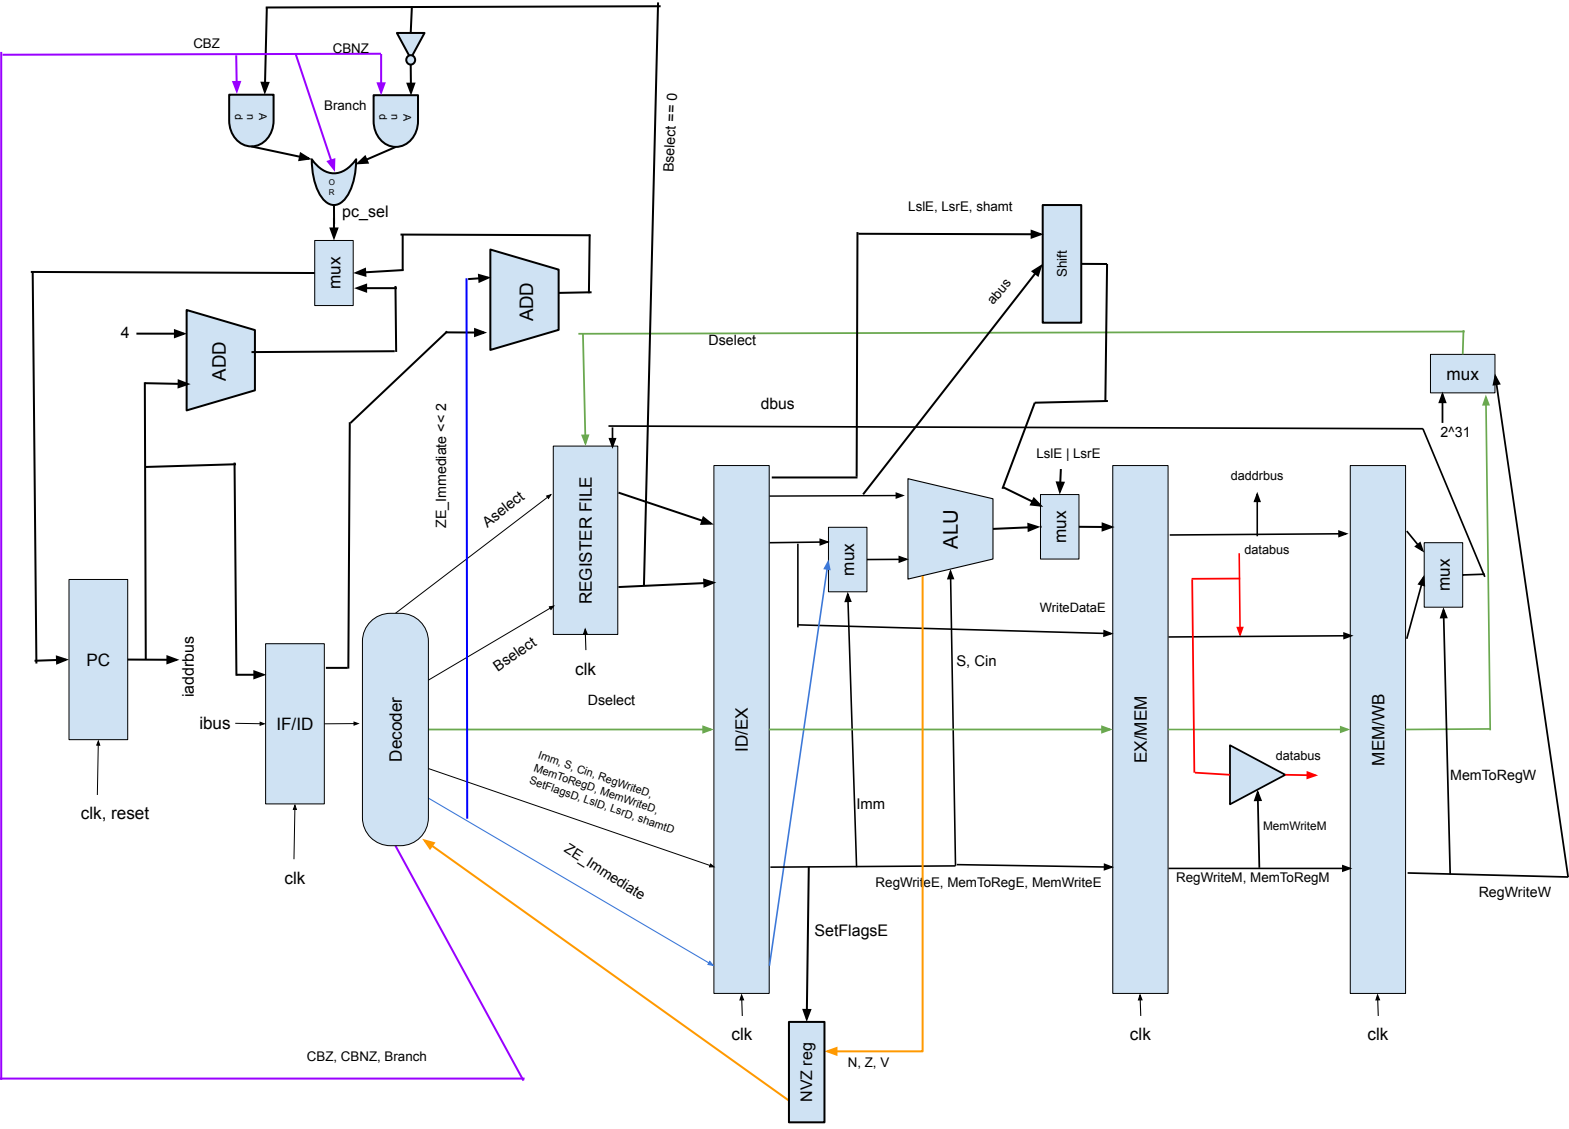 CBZ
CBNZ
Branch
And
And
OR
pc_sel
mux
Bselect == 0
4
ADD
ADD
ZE_Immediate << 2
LslE, LsrE, shamt
Shift
abus
Dselect
mux
2^31
dbus
LslE | LsrE
Aselect
REGISTER FILE
Bselect
clk
ALU
mux
mux
daddrbus
databus
mux
WriteDataE
S, Cin
PC
iaddrbus
ibus
IF/ID
Decoder
Dselect
ID/EX
EX/MEM
MEM/WB
Imm, S, Cin, RegWriteD,
MemToRegD, MemWriteD,
SetFlagsD, LslD, LsrD, shamtD
ZE_Immediate
Imm
databus
MemWriteM
MemToRegW
clk, reset
clk
RegWriteE, MemToRegE, MemWriteE
RegWriteM, MemToRegM
RegWriteW
SetFlagsE
clk
clk
clk
CBZ, CBNZ, Branch
NVZ reg
N, Z, V